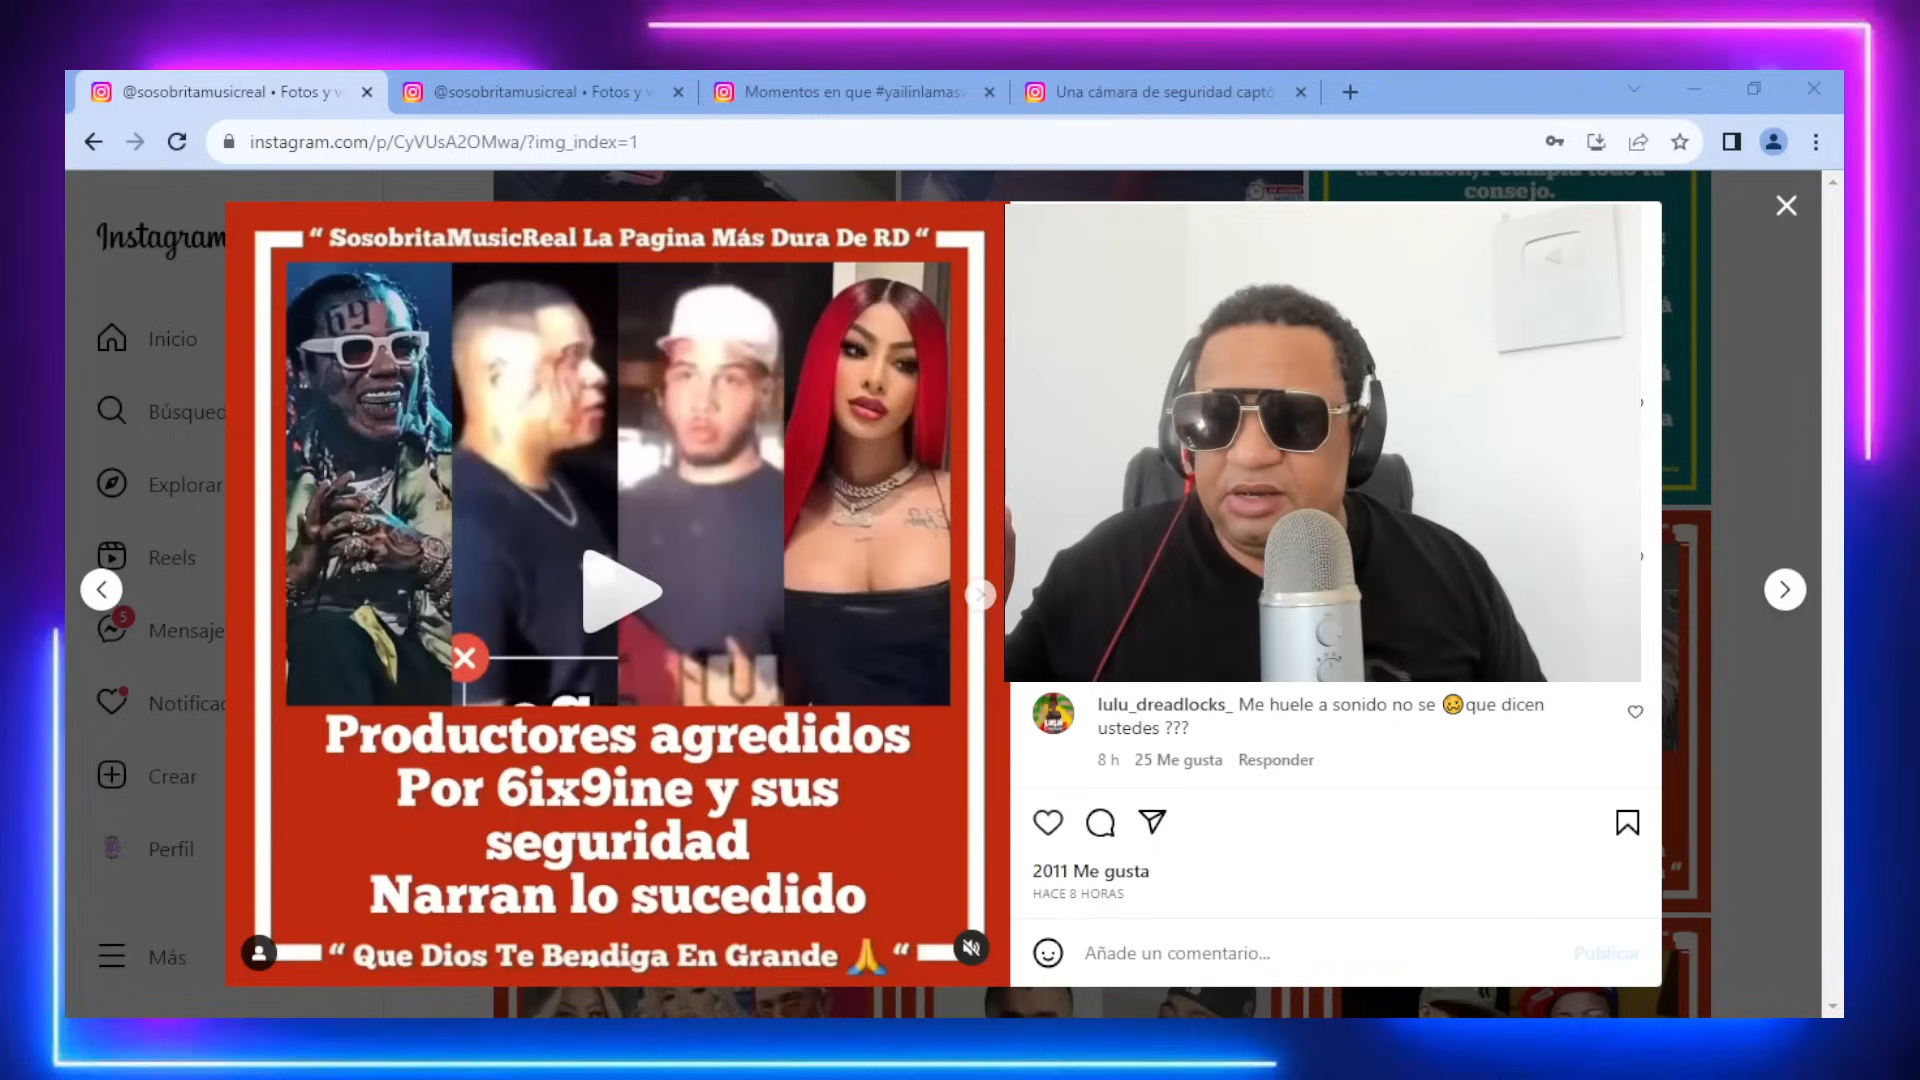 @sosobritamusicreal • Fotos y v
@sosobritamusicreal • Fotos y v
Momentos en que #yailinlamas
Una cámara de seguridad captó
instagram.com/p/CyVUsA2OMwa/?img_index=1
consejo.
Instagram
Inicio
Búsqued
Explorar
Reels
5
Mensaje
Notificac
Crear
Perfil
Más
“ SosobritaMusicReal La Pagina Más Dura De RD “
69
Productores agredidos
Por 6ix9ine y sus
seguridad
Narran lo sucedido
“ Que Dios Te Bendiga En Grande 🙏 “
lulu_dreadlocks_ Me huele a sonido no se 🥴que dicen
ustedes ???
8 h 25 Me gusta Responder
2011 Me gusta
HACE 8 HORAS
Añade un comentario...
Publicar